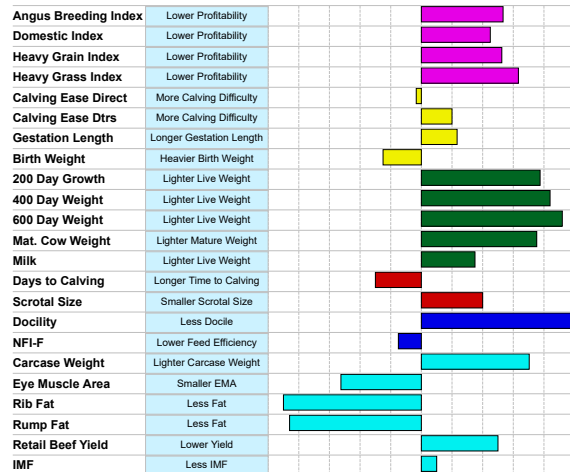 Angus Breeding Index Lower Profitability
Domestic Index Lower Profitability
Heavy Grain Index Lower Profitability
Heavy Grass Index Lower Profitability
Calving Ease Direct More Calving Difficulty
Calving Ease Dtrs More Calving Difficulty
Gestation Length Longer Gestation Length
Birth Weight Heavier Birth Weight
200 Day Growth Lighter Live Weight
400 Day Weight Lighter Live Weight
600 Day Weight Lighter Live Weight
Mat. Cow Weight Lighter Mature Weight
Milk Lighter Live Weight
Days to Calving Longer Time to Calving
Scrotal Size Smaller Scrotal Size
Docility Less Docile
NFI-F Lower Feed Efficiency
Carcase Weight Lighter Carcase Weight
Eye Muscle Area Smaller EMA
Rib Fat Less Fat
Rump Fat Less Fat
Retail Beef Yield Lower Yield
IMF Less IMF